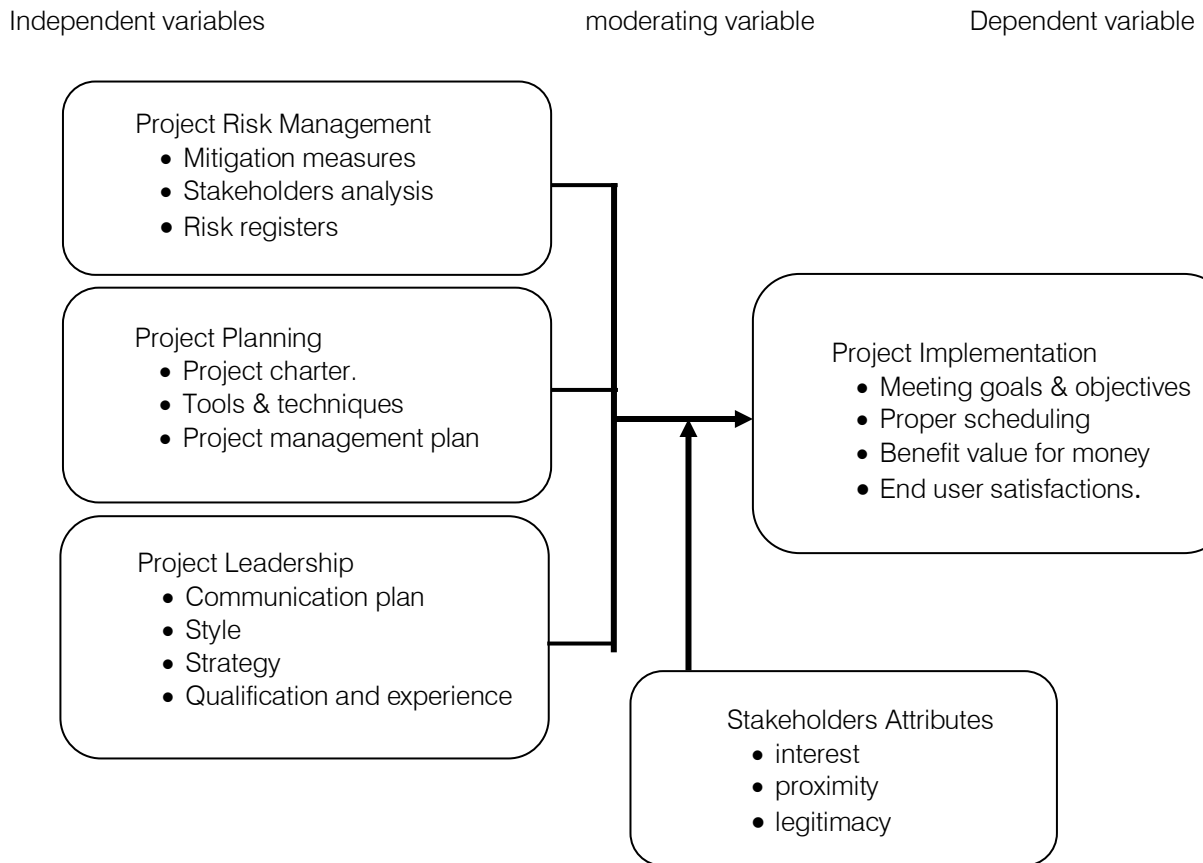 Independent variables
moderating variable
Dependent variable
Project Risk Management
• Mitigation measures
• Stakeholders analysis
• Risk registers
Project Planning
• Project charter.
• Tools & techniques
• Project management plan
Project Leadership
• Communication plan
• Style
• Strategy
• Qualification and experience
Project Implementation
• Meeting goals & objectives
• Proper scheduling
• Benefit value for money
• End user satisfactions.
Stakeholders Attributes
• interest
• proximity
• legitimacy